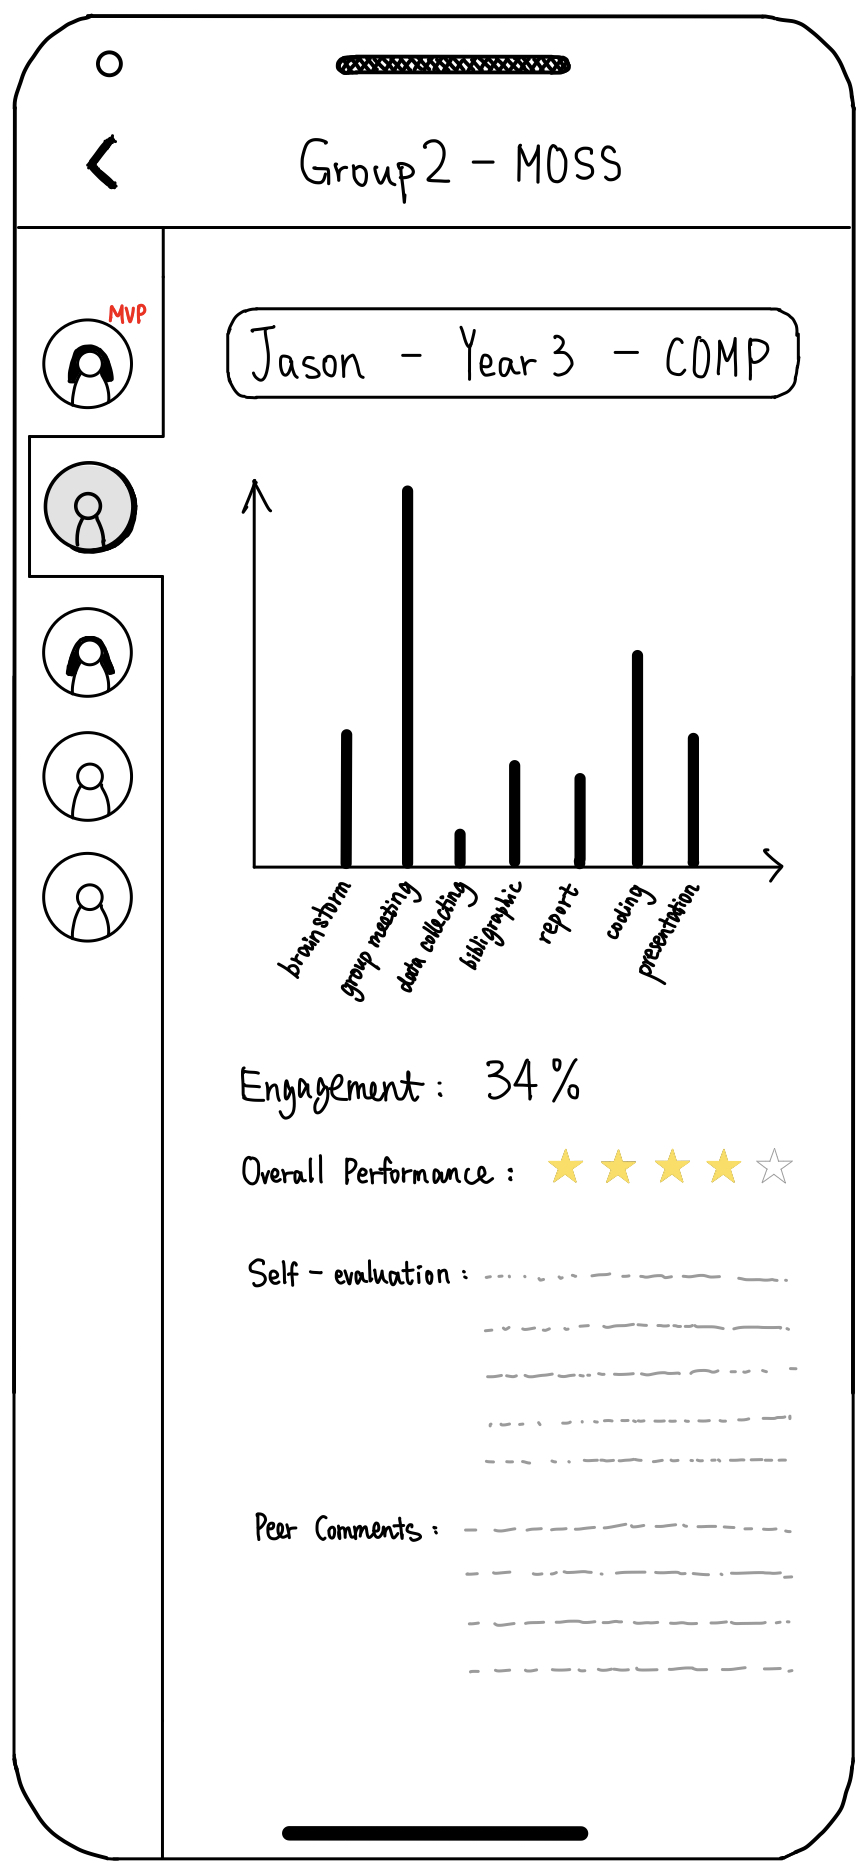 Group 2 - MOSS
MVP
Jason - Year 3 - COMP
brainstorm
group meeting
data collecting
bibligraphic
report
coding
presentation
Engagement : 34%
Overall Performance :
Self - evaluation :
Peer Comments :